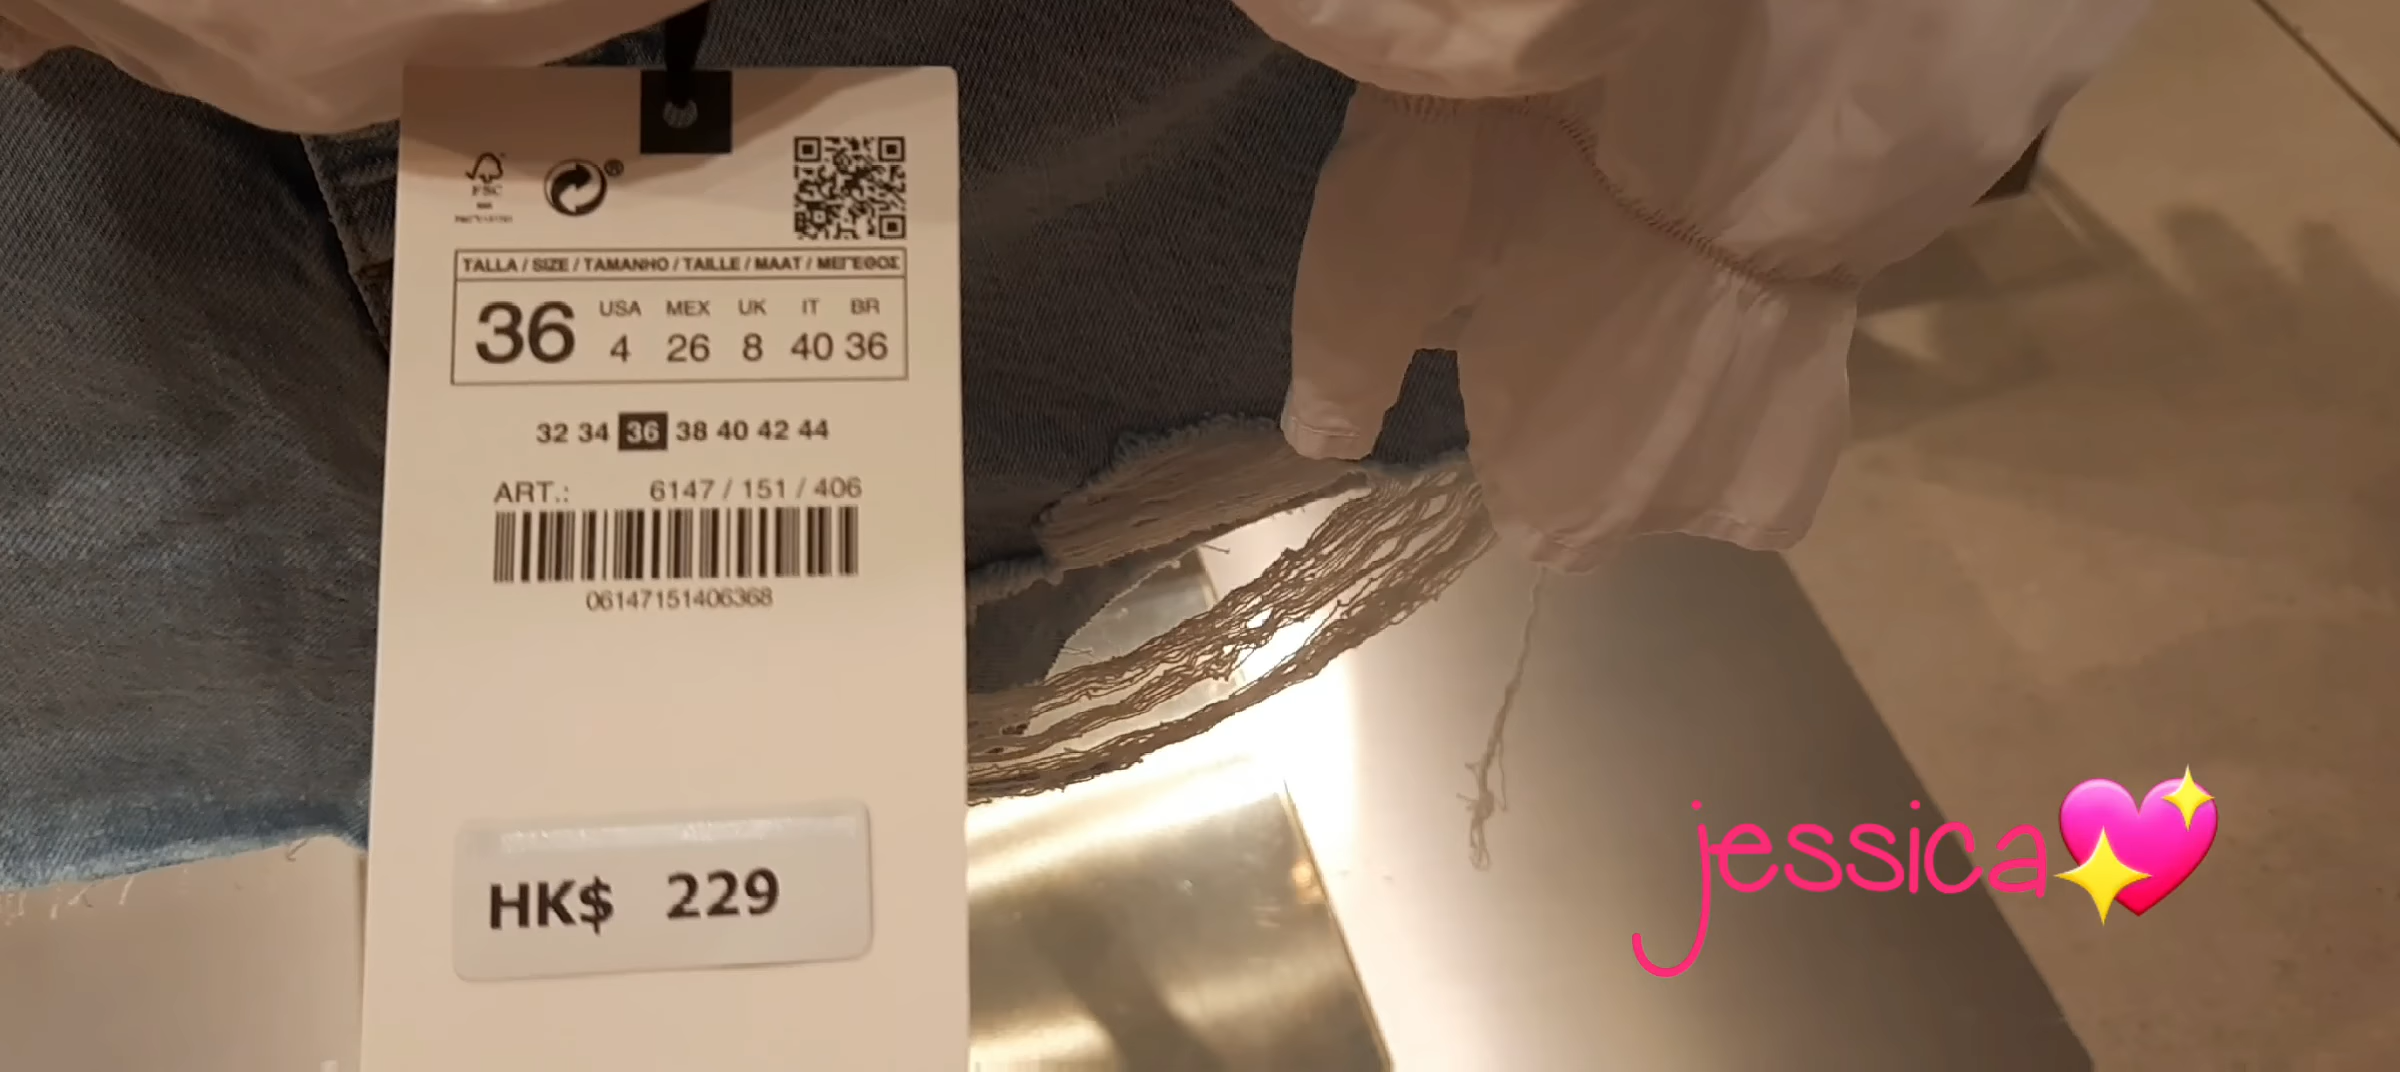 FSC
®
TALLA / SIZE / TAMANHO / TAILLE / MAAT / ΜΕΓΕΘΟΣ
36
USA MEX UK IT BR
4 26 8 40 36
32 34 36 38 40 42 44
ART.: 6147 / 151 / 406
06147151406368
HK$ 229
jessica